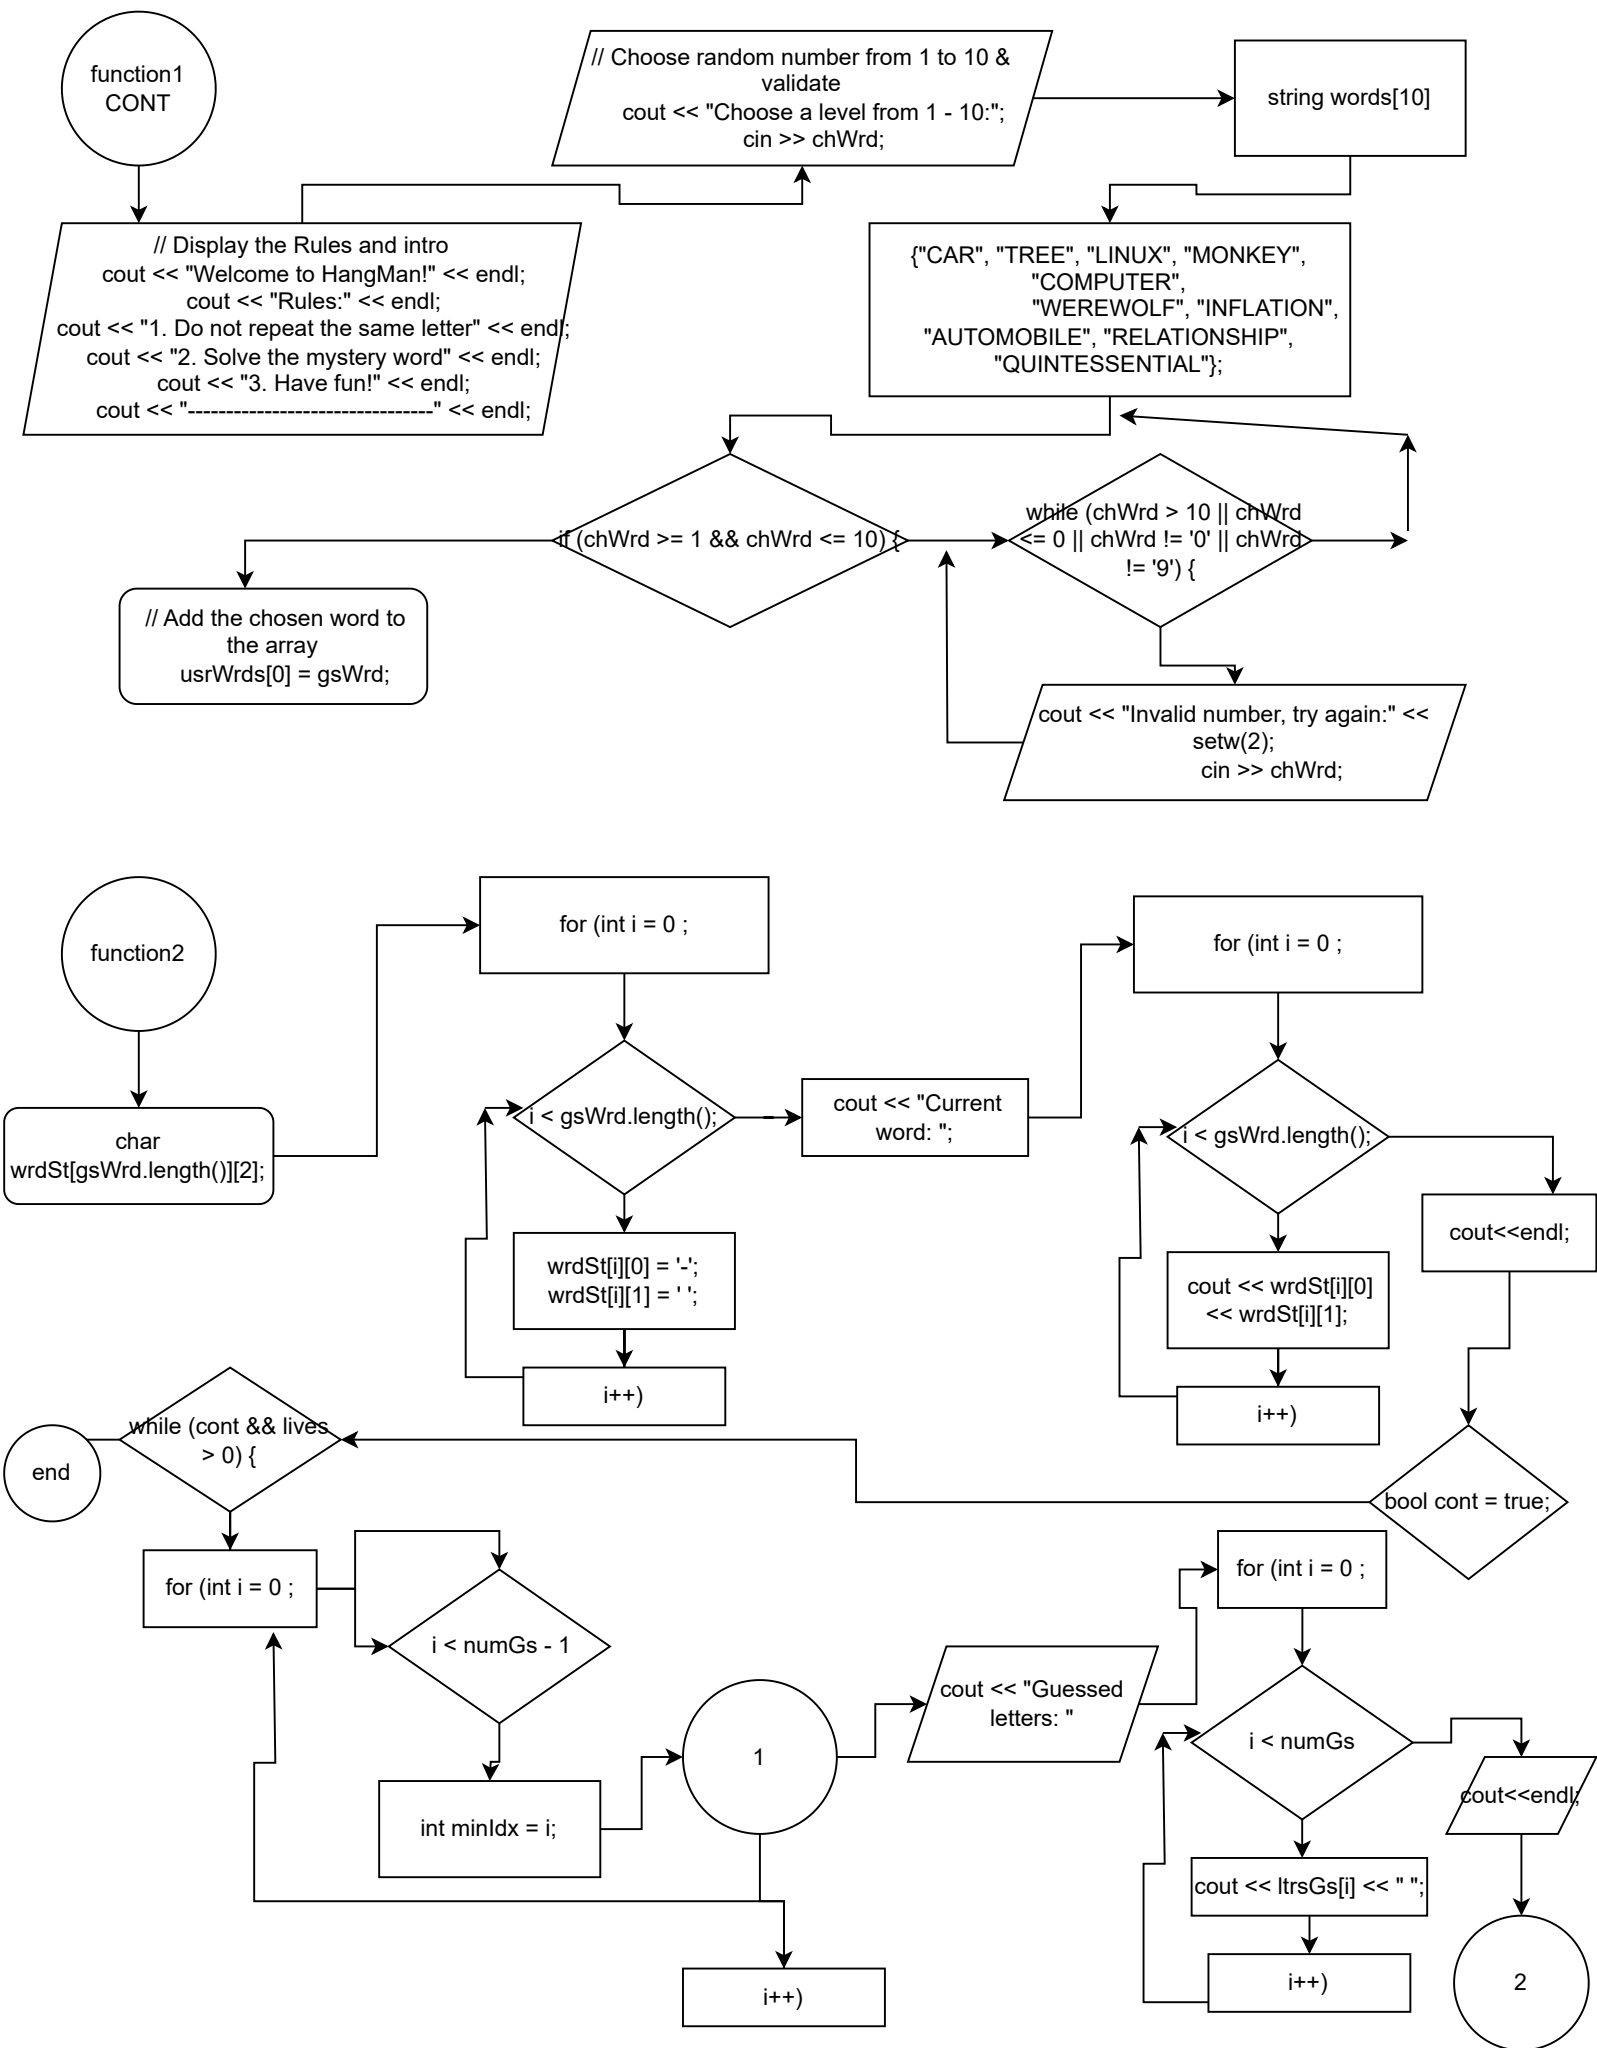 function1
CONT
// Choose random number from 1 to 10 &
validate
cout << "Choose a level from 1 - 10:";
cin >> chWrd;
string words[10]
// Display the Rules and intro
cout << "Welcome to HangMan!" << endl;
cout << "Rules:" << endl;
cout << "1. Do not repeat the same letter" << endl;
cout << "2. Solve the mystery word" << endl;
cout << "3. Have fun!" << endl;
cout << "--------------------------------" << endl;
{"CAR", "TREE", "LINUX", "MONKEY",
"COMPUTER",
"WEREWOLF", "INFLATION",
"AUTOMOBILE", "RELATIONSHIP",
"QUINTESSENTIAL"};
if (chWrd >= 1 && chWrd <= 10) {
while (chWrd > 10 || chWrd
<= 0 || chWrd != '0' || chWrd
!= '9') {
// Add the chosen word to
the array
usrWrds[0] = gsWrd;
cout << "Invalid number, try again:" <<
setw(2);
cin >> chWrd;
function2
for (int i = 0 ;
for (int i = 0 ;
i < gsWrd.length();
cout << "Current
word: ";
i < gsWrd.length();
char
wrdSt[gsWrd.length()][2];
cout<<endl;
wrdSt[i][0] = '-';
wrdSt[i][1] = ' ';
cout << wrdSt[i][0]
<< wrdSt[i][1];
i++)
i++)
while (cont && lives
> 0) {
end
bool cont = true;
for (int i = 0 ;
for (int i = 0 ;
i < numGs - 1
cout << "Guessed
letters: "
i < numGs
1
cout<<endl;
int minIdx = i;
cout << ltrsGs[i] << " ";
i++)
i++)
2